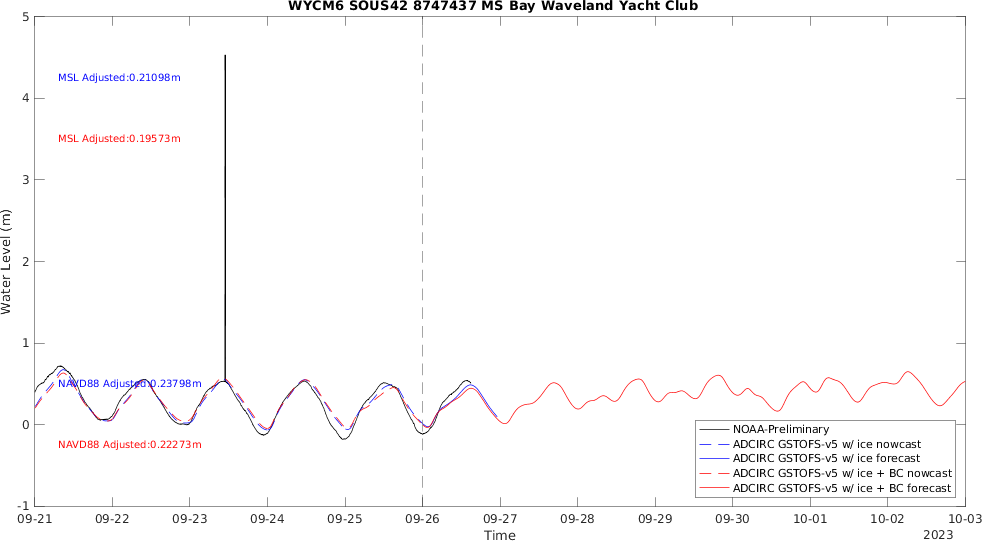 WYCM6 SOUS42 8747437 MS Bay Waveland Yacht Club
5
4
3
2
1
0
-1
Water Level (m)
MSL Adjusted:0.21098m
MSL Adjusted:0.19573m
NAVD88 Adjusted:0.23798m
NAVD88 Adjusted:0.22273m
NOAA-Preliminary
ADCIRC GSTOFS-v5 w/ ice nowcast
ADCIRC GSTOFS-v5 w/ ice forecast
ADCIRC GSTOFS-v5 w/ ice + BC nowcast
ADCIRC GSTOFS-v5 w/ ice + BC forecast
09-21 09-22 09-23 09-24 09-25 09-26 09-27 09-28 09-29 09-30 10-01 10-02 10-03
Time
2023